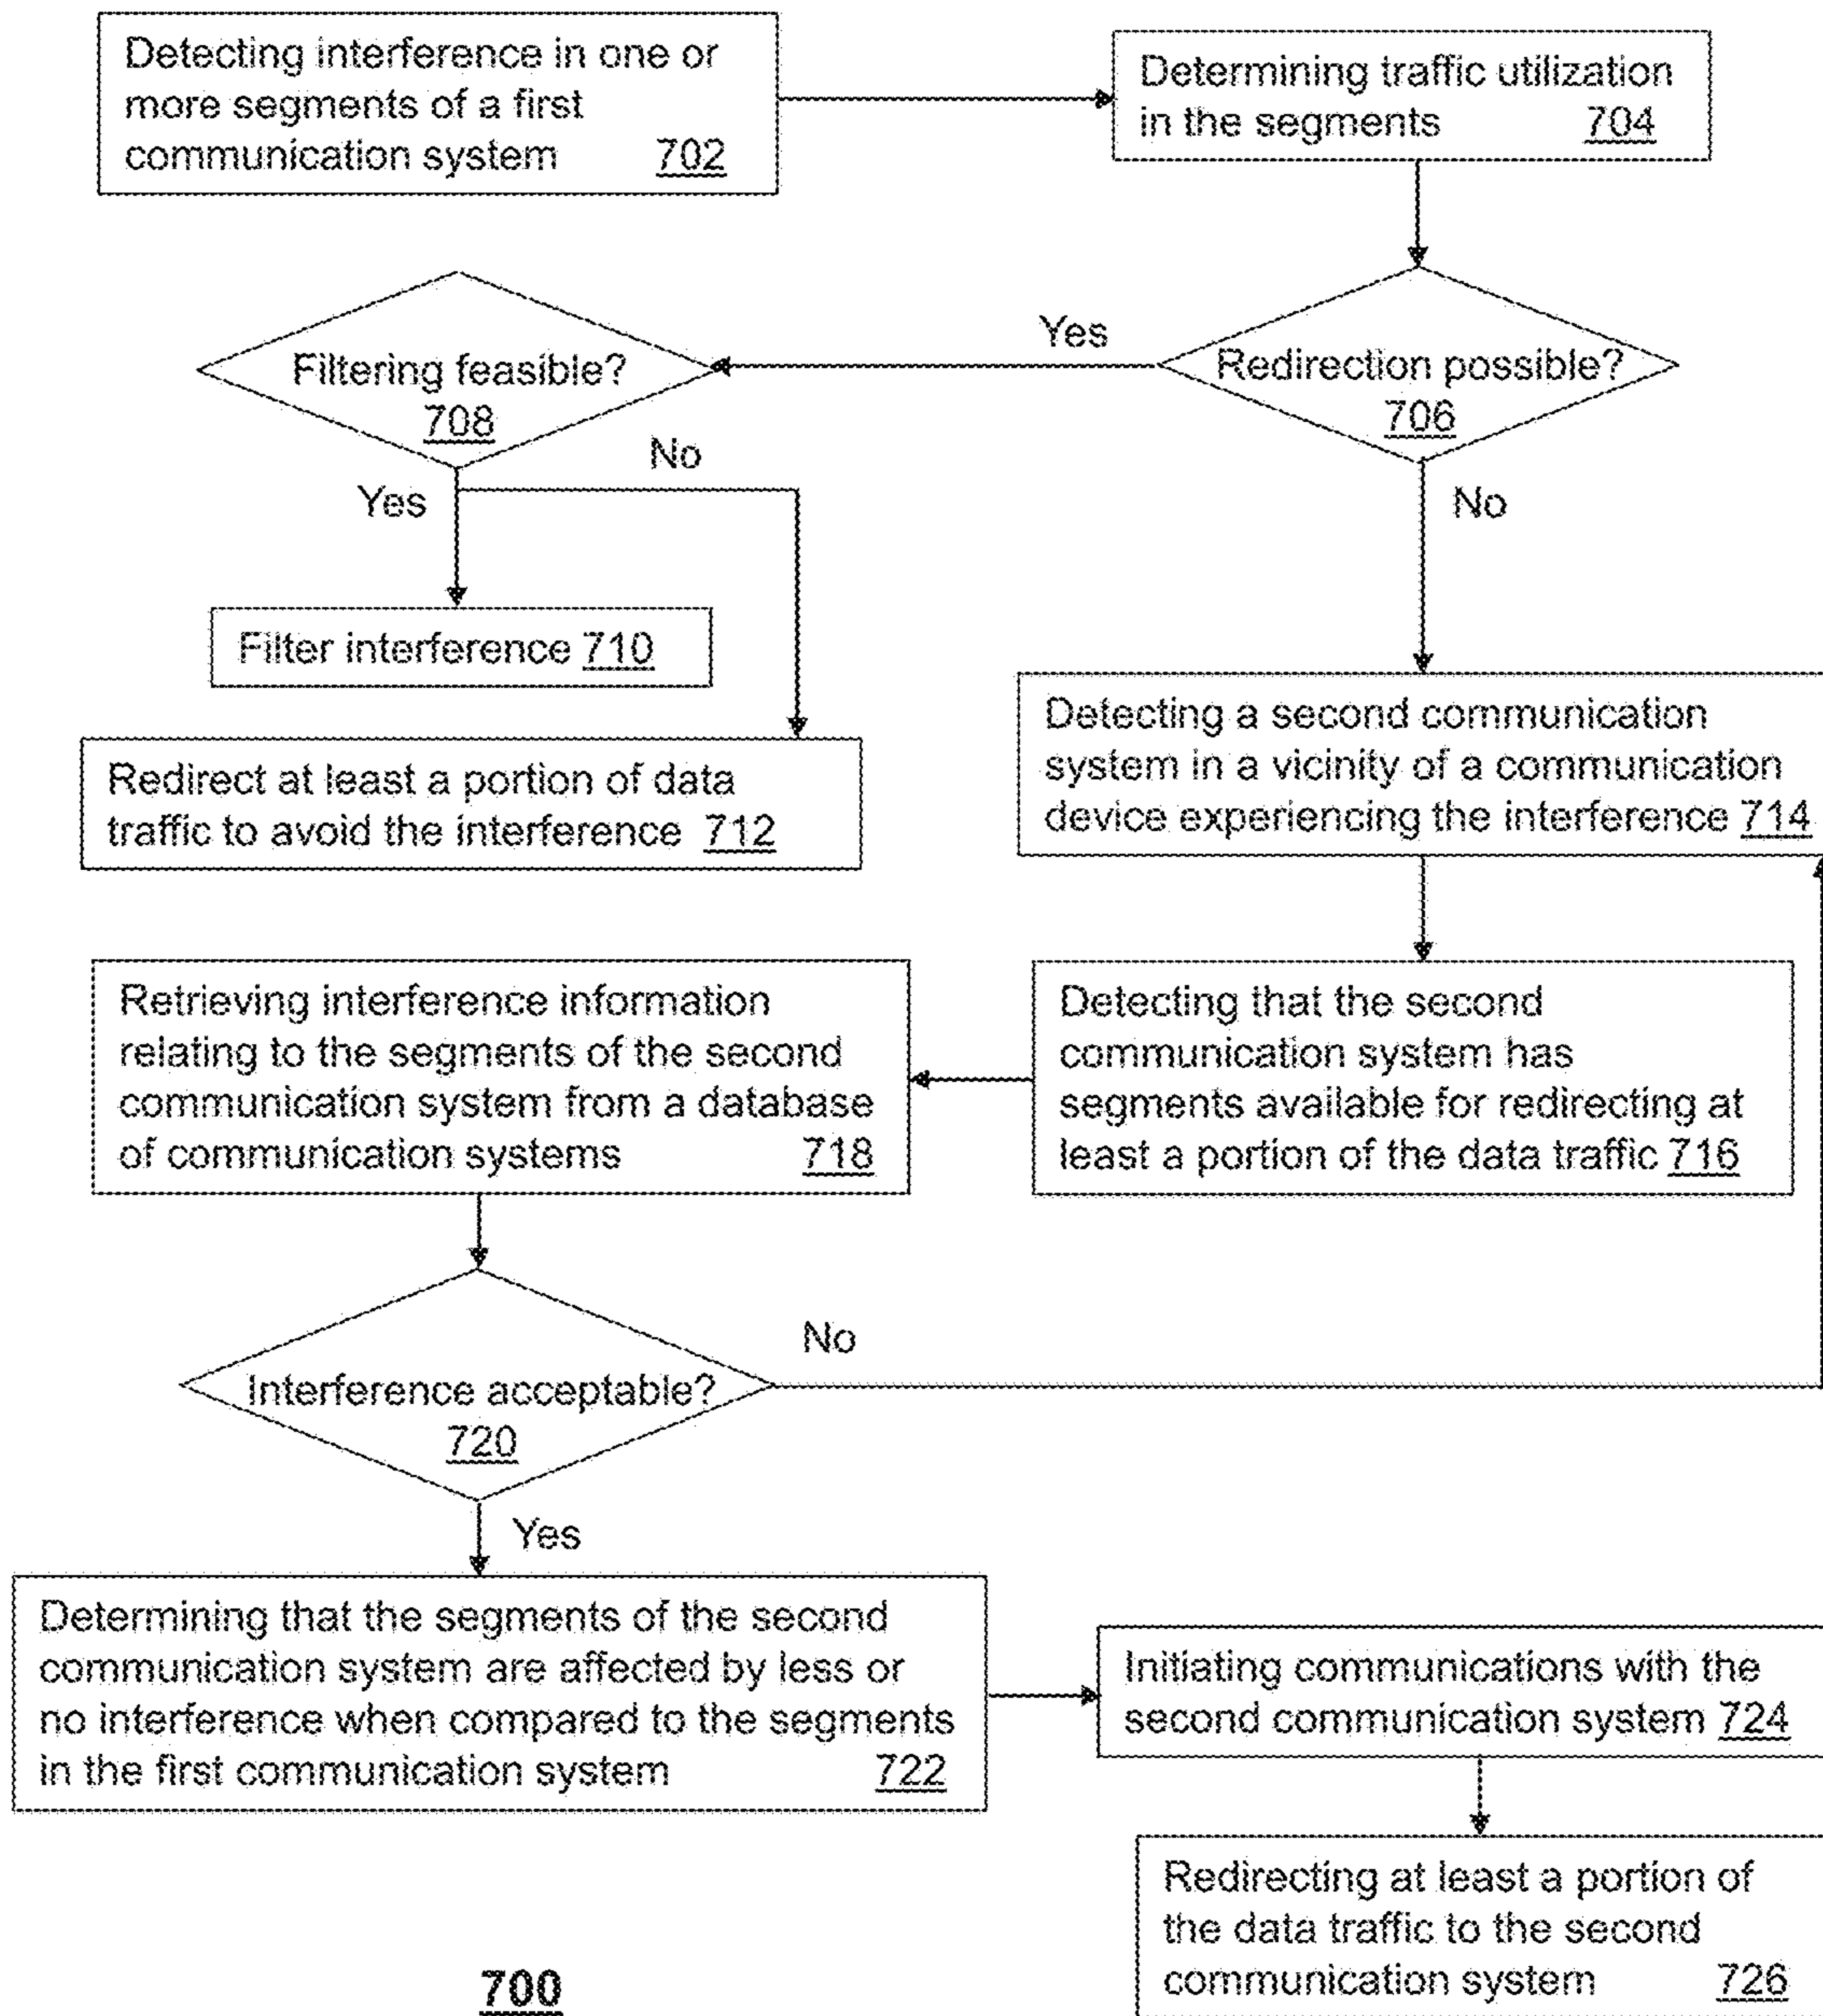 Detecting interference in one or
more segments of a first
communication system 702
Determining traffic utilization
in the segments 704
Redirection possible?
706
Yes
No
Filtering feasible?
708
No
Yes
Filter interference 710
Redirect at least a portion of data
traffic to avoid the interference 712
Detecting a second communication
system in a vicinity of a communication
device experiencing the interference 714
Detecting that the second
communication system has
segments available for redirecting at
least a portion of the data traffic 716
Retrieving interference information
relating to the segments of the second
communication system from a database
of communication systems 718
Interference acceptable?
720
No
Yes
Determining that the segments of the second
communication system are affected by less or
no interference when compared to the segments
in the first communication system 722
Initiating communications with the
second communication system 724
Redirecting at least a portion of
the data traffic to the second
communication system 726
700